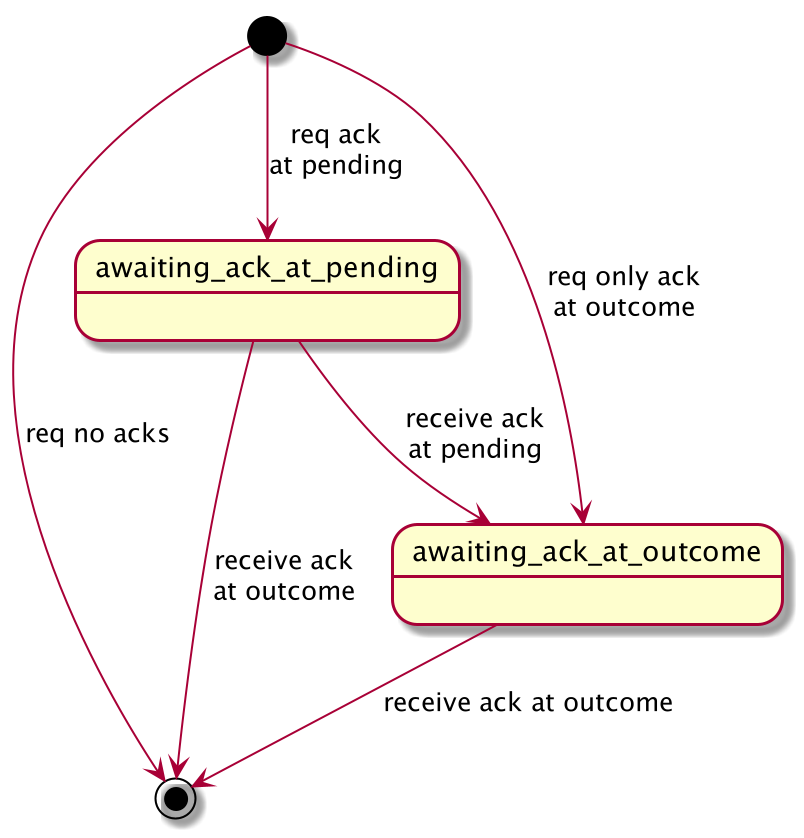 req ack
at pending
awaiting_ack_at_pending
req only ack
at outcome
receive ack
at pending
req no acks
awaiting_ack_at_outcome
receive ack
at outcome
receive ack at outcome